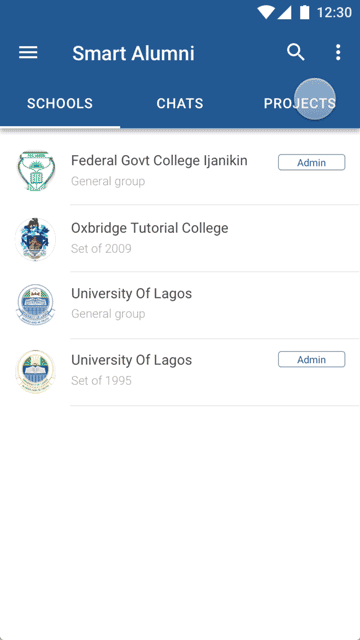 12:30
Smart Alumni
SCHOOLS CHATS PROJECTS
Federal Govt College Ijanikin Admin
General group
Oxbridge Tutorial College
Set of 2009
University Of Lagos
General group
University Of Lagos Admin
Set of 1995